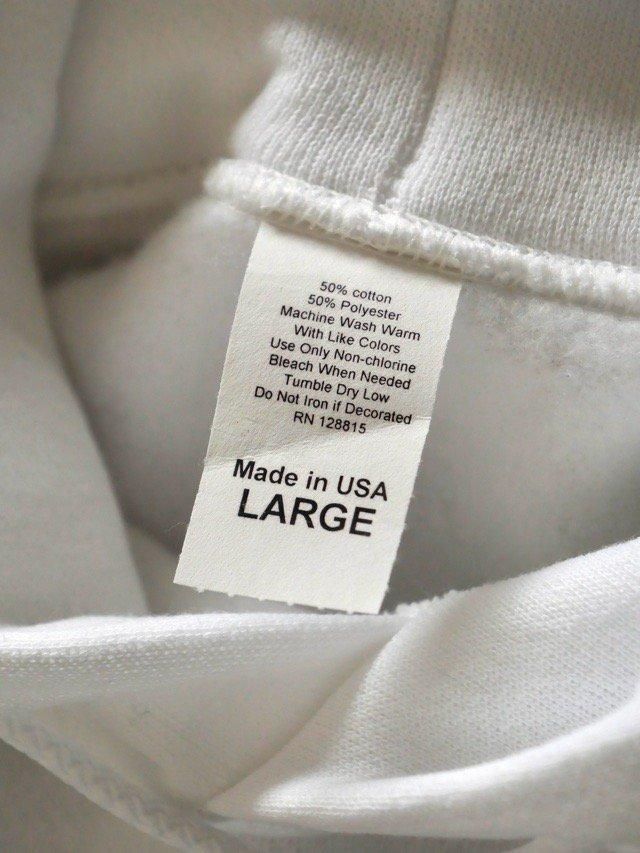 50% cotton
50% Polyester
Machine Wash Warm
With Like Colors
Use Only Non-chlorine
Bleach When Needed
Tumble Dry Low
Do Not Iron if Decorated
RN 128815
Made in USA
LARGE